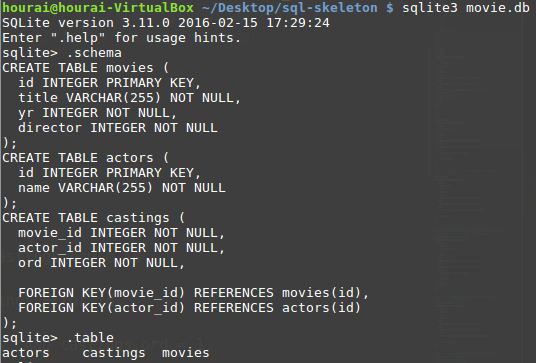 hourai@hourai-VirtualBox ~/Desktop/sql-skeleton $ sqlite3 movie.db
SQLite version 3.11.0 2016-02-15 17:29:24
Enter ".help" for usage hints.
sqlite> .schema
CREATE TABLE movies (
  id INTEGER PRIMARY KEY,
  title VARCHAR(255) NOT NULL,
  yr INTEGER NOT NULL,
  director INTEGER NOT NULL
);
CREATE TABLE actors (
  id INTEGER PRIMARY KEY,
  name VARCHAR(255) NOT NULL
);
CREATE TABLE castings (
  movie_id INTEGER NOT NULL,
  actor_id INTEGER NOT NULL,
  ord INTEGER NOT NULL,

  FOREIGN KEY(movie_id) REFERENCES movies(id),
  FOREIGN KEY(actor_id) REFERENCES actors(id)
);
sqlite> .table
actors    castings  movies